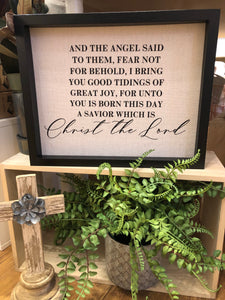 AND THE ANGEL SAID
TO THEM, FEAR NOT
FOR BEHOLD, I BRING
YOU GOOD TIDINGS OF
GREAT JOY, FOR UNTO
YOU IS BORN THIS DAY
A SAVIOR WHICH IS
Christ the Lord